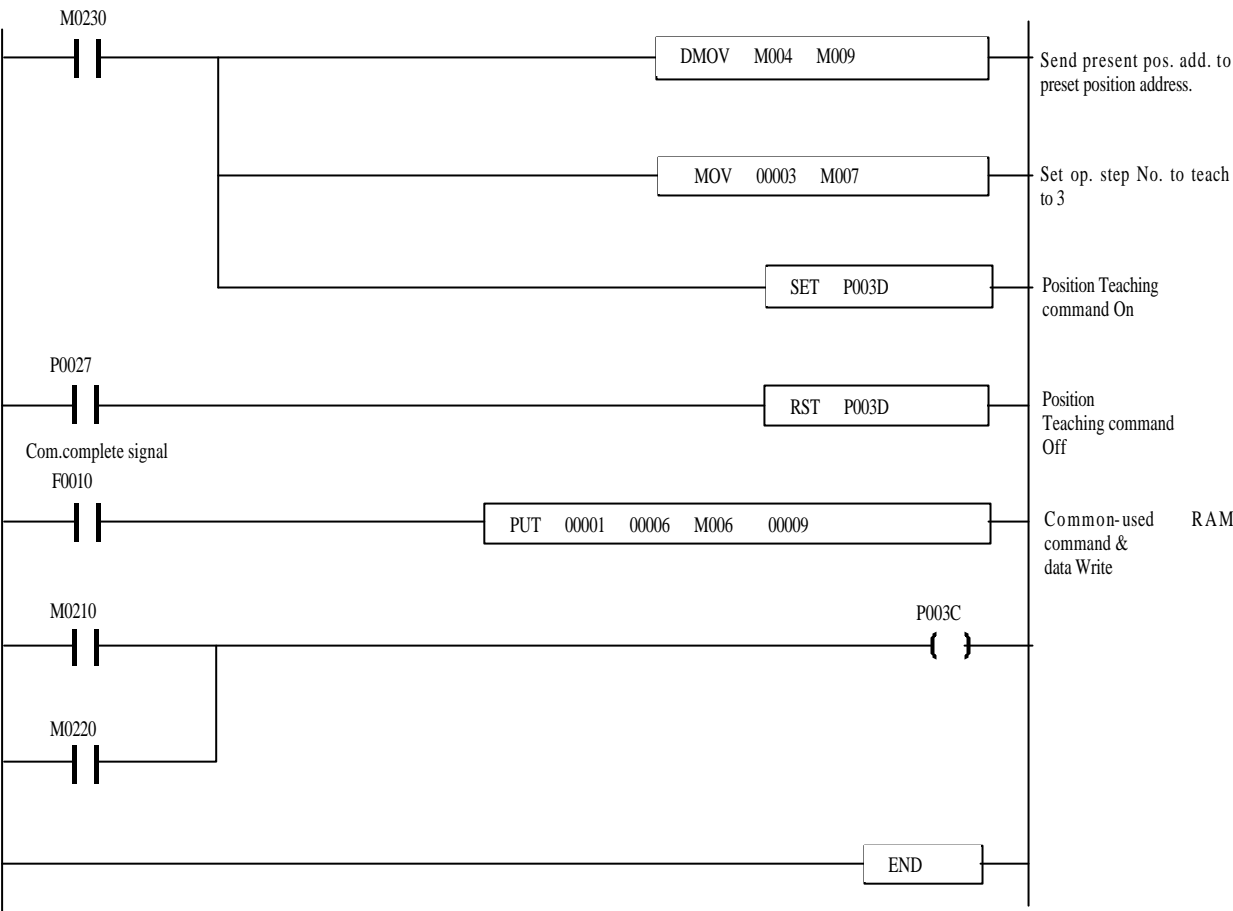 M0230
DMOV M004 M009
Send present pos. add. to
preset position address.
MOV 00003 M007
Set op. step No. to teach
to 3
SET P003D
Position Teaching
command On
P0027
RST P003D
Position
Teaching command
Off
Com.complete signal
F0010
PUT 00001 00006 M006 00009
Common-used RAM
command &
data Write
M0210
P003C
M0220
END